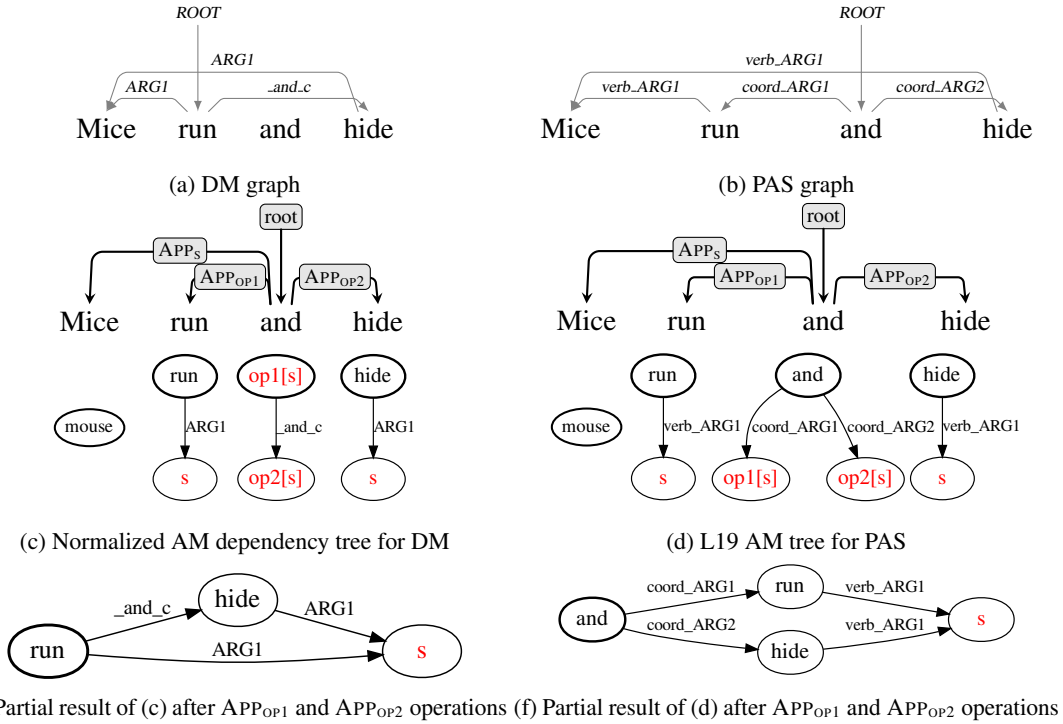 ROOT
ARG1
ARG1 _and_c
Mice run and hide
(a) DM graph
ROOT
verb_ARG1
verb_ARG1 coord_ARG1 coord_ARG2
Mice run and hide
(b) PAS graph
root
APPS
APPOP1 APPOP2
Mice run and hide
run op1[s] hide
mouse
ARG1 _and_c ARG1
s op2[s] s
(c) Normalized AM dependency tree for DM
root
APPS
APPOP1 APPOP2
Mice run and hide
run and hide
mouse
verb_ARG1 coord_ARG1 coord_ARG2 verb_ARG1
s op1[s] op2[s] s
(d) L19 AM tree for PAS
_and_c hide ARG1
run ARG1 s
Partial result of (c) after APPOP1 and APPOP2 operations
coord_ARG1 run verb_ARG1
and s
coord_ARG2 hide verb_ARG1
(f) Partial result of (d) after APPOP1 and APPOP2 operations